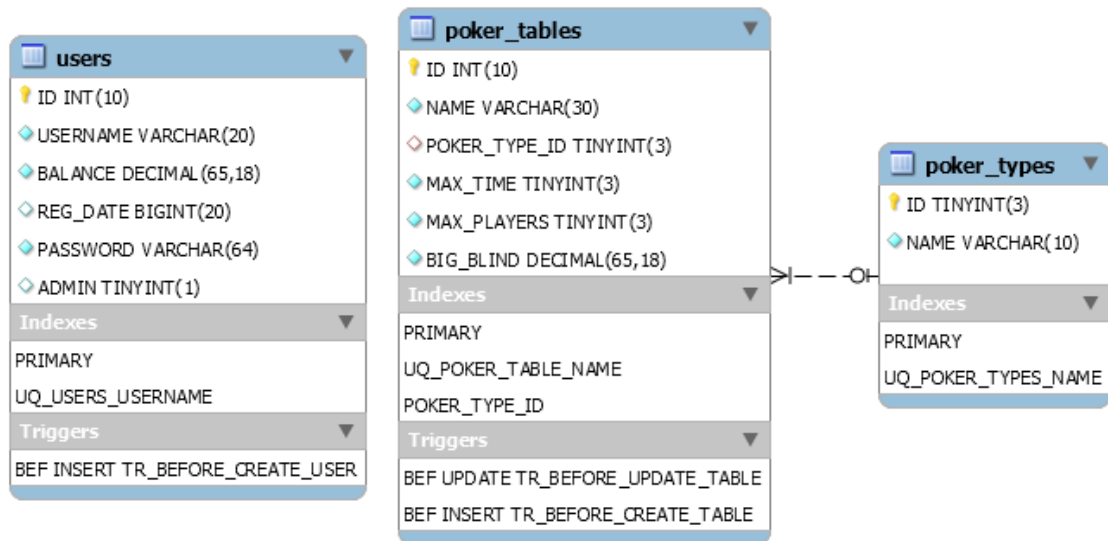 users
ID INT(10)
USERNAME VARCHAR(20)
BALANCE DECIMAL(65,18)
REG_DATE BIGINT(20)
PASSWORD VARCHAR(64)
ADMIN TINYINT(1)
Indexes
PRIMARY
UQ_USERS_USERNAME
Triggers
BEF INSERT TR_BEFORE_CREATE_USER
poker_tables
ID INT(10)
NAME VARCHAR(30)
POKER_TYPE_ID TINYINT(3)
MAX_TIME TINYINT(3)
MAX_PLAYERS TINYINT(3)
BIG_BLIND DECIMAL(65,18)
Indexes
PRIMARY
UQ_POKER_TABLE_NAME
POKER_TYPE_ID
Triggers
BEF UPDATE TR_BEFORE_UPDATE_TABLE
BEF INSERT TR_BEFORE_CREATE_TABLE
poker_types
ID TINYINT(3)
NAME VARCHAR(10)
Indexes
PRIMARY
UQ_POKER_TYPES_NAME